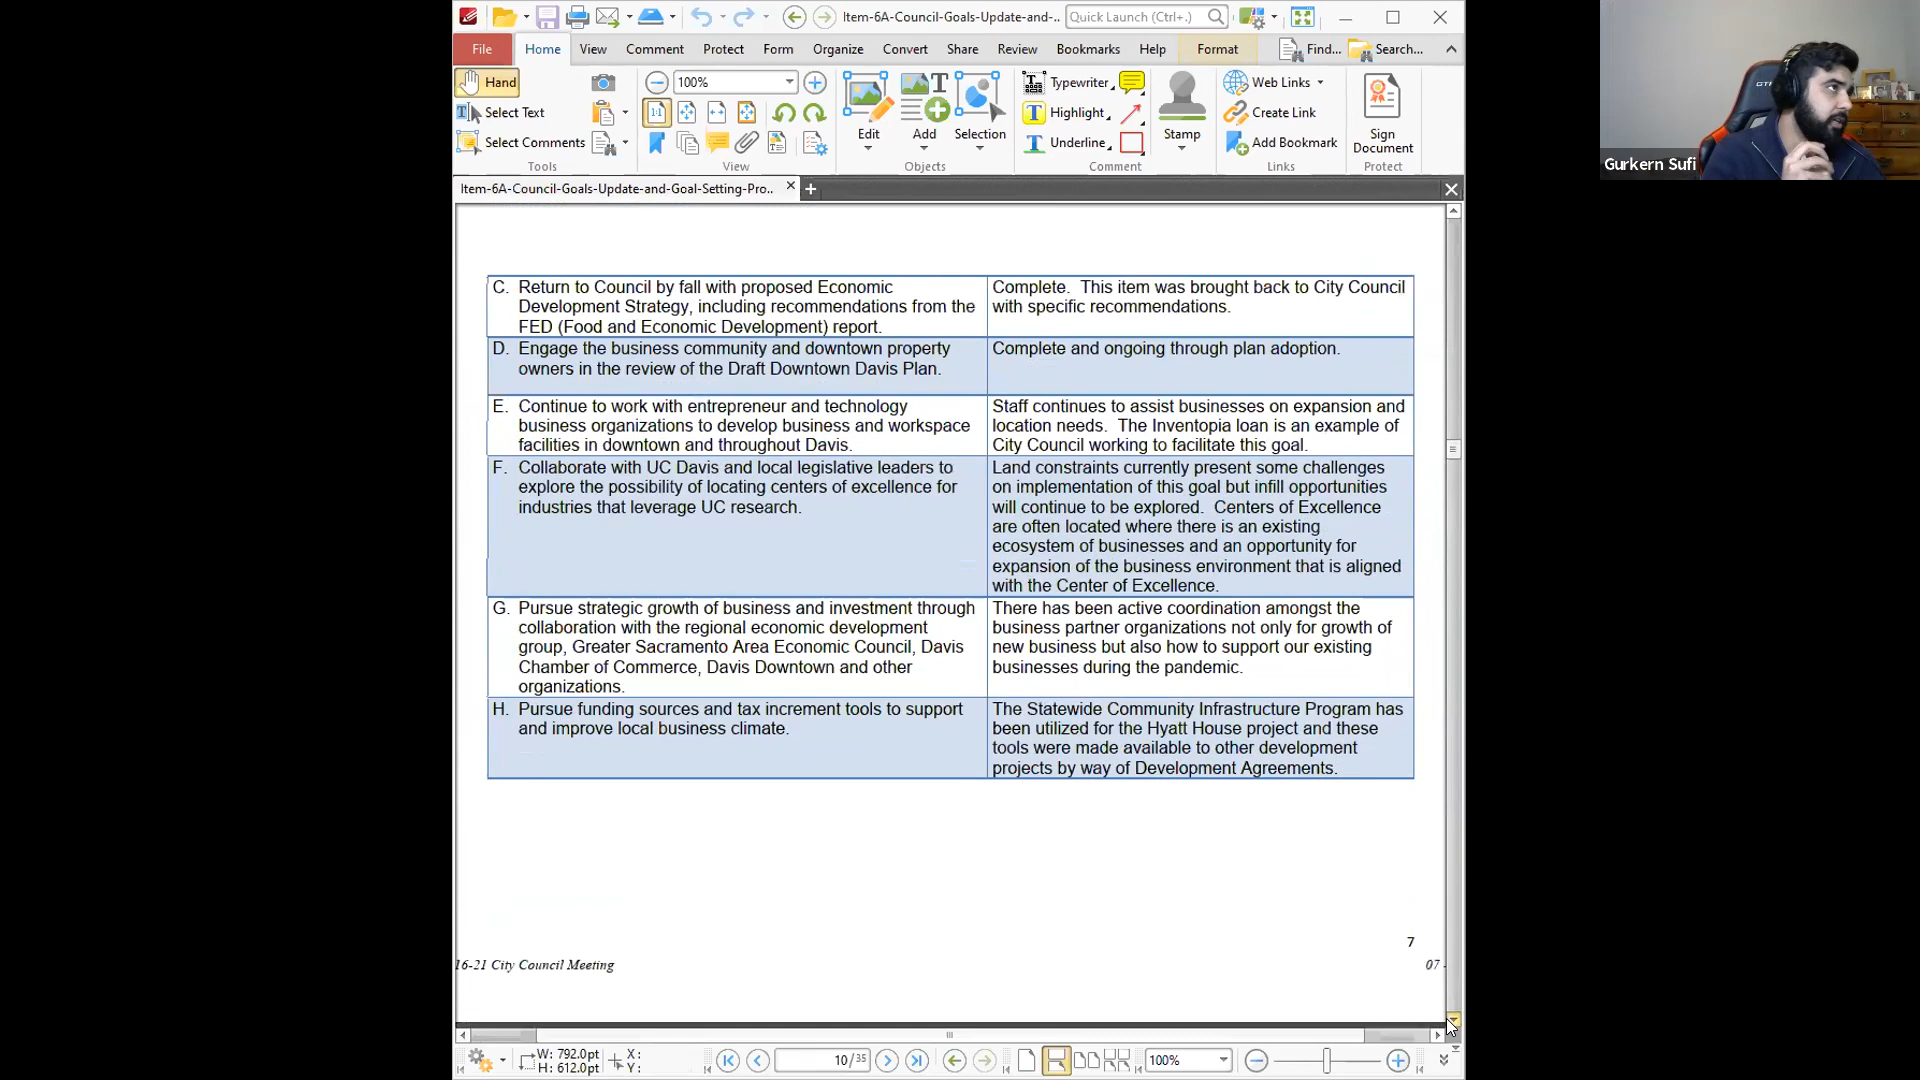 Item-6A-Council-Goals-Update-and-...
Quick Launch (Ctrl+.)
File Home View Comment Protect Form Organize Convert Share Review Bookmarks Help Format Find... Search...
Hand
Select Text
Select Comments
Tools
100%
View
Edit
Add
Selection
Objects
Typewriter
Highlight
Underline
Comment
Stamp
Web Links
Create Link
Add Bookmark
Links
Sign
Document
Protect
Item-6A-Council-Goals-Update-and-Goal-Setting-Pro..
C. Return to Council by fall with proposed Economic
Development Strategy, including recommendations from the
FED (Food and Economic Development) report.
Complete. This item was brought back to City Council
with specific recommendations.
D. Engage the business community and downtown property
owners in the review of the Draft Downtown Davis Plan.
Complete and ongoing through plan adoption.
E. Continue to work with entrepreneur and technology
business organizations to develop business and workspace
facilities in downtown and throughout Davis.
Staff continues to assist businesses on expansion and
location needs. The Inventopia loan is an example of
City Council working to facilitate this goal.
F. Collaborate with UC Davis and local legislative leaders to
explore the possibility of locating centers of excellence for
industries that leverage UC research.
Land constraints currently present some challenges
on implementation of this goal but infill opportunities
will continue to be explored. Centers of Excellence
are often located where there is an existing
ecosystem of businesses and an opportunity for
expansion of the business environment that is aligned
with the Center of Excellence.
G. Pursue strategic growth of business and investment through
collaboration with the regional economic development
group, Greater Sacramento Area Economic Council, Davis
Chamber of Commerce, Davis Downtown and other
organizations.
There has been active coordination amongst the
business partner organizations not only for growth of
new business but also how to support our existing
businesses during the pandemic.
H. Pursue funding sources and tax increment tools to support
and improve local business climate.
The Statewide Community Infrastructure Program has
been utilized for the Hyatt House project and these
tools were made available to other development
projects by way of Development Agreements.
7
16-21 City Council Meeting
07 -
W: 792.0pt
H: 612.0pt
X:
Y:
10 / 35
100%
Gurkern Sufi